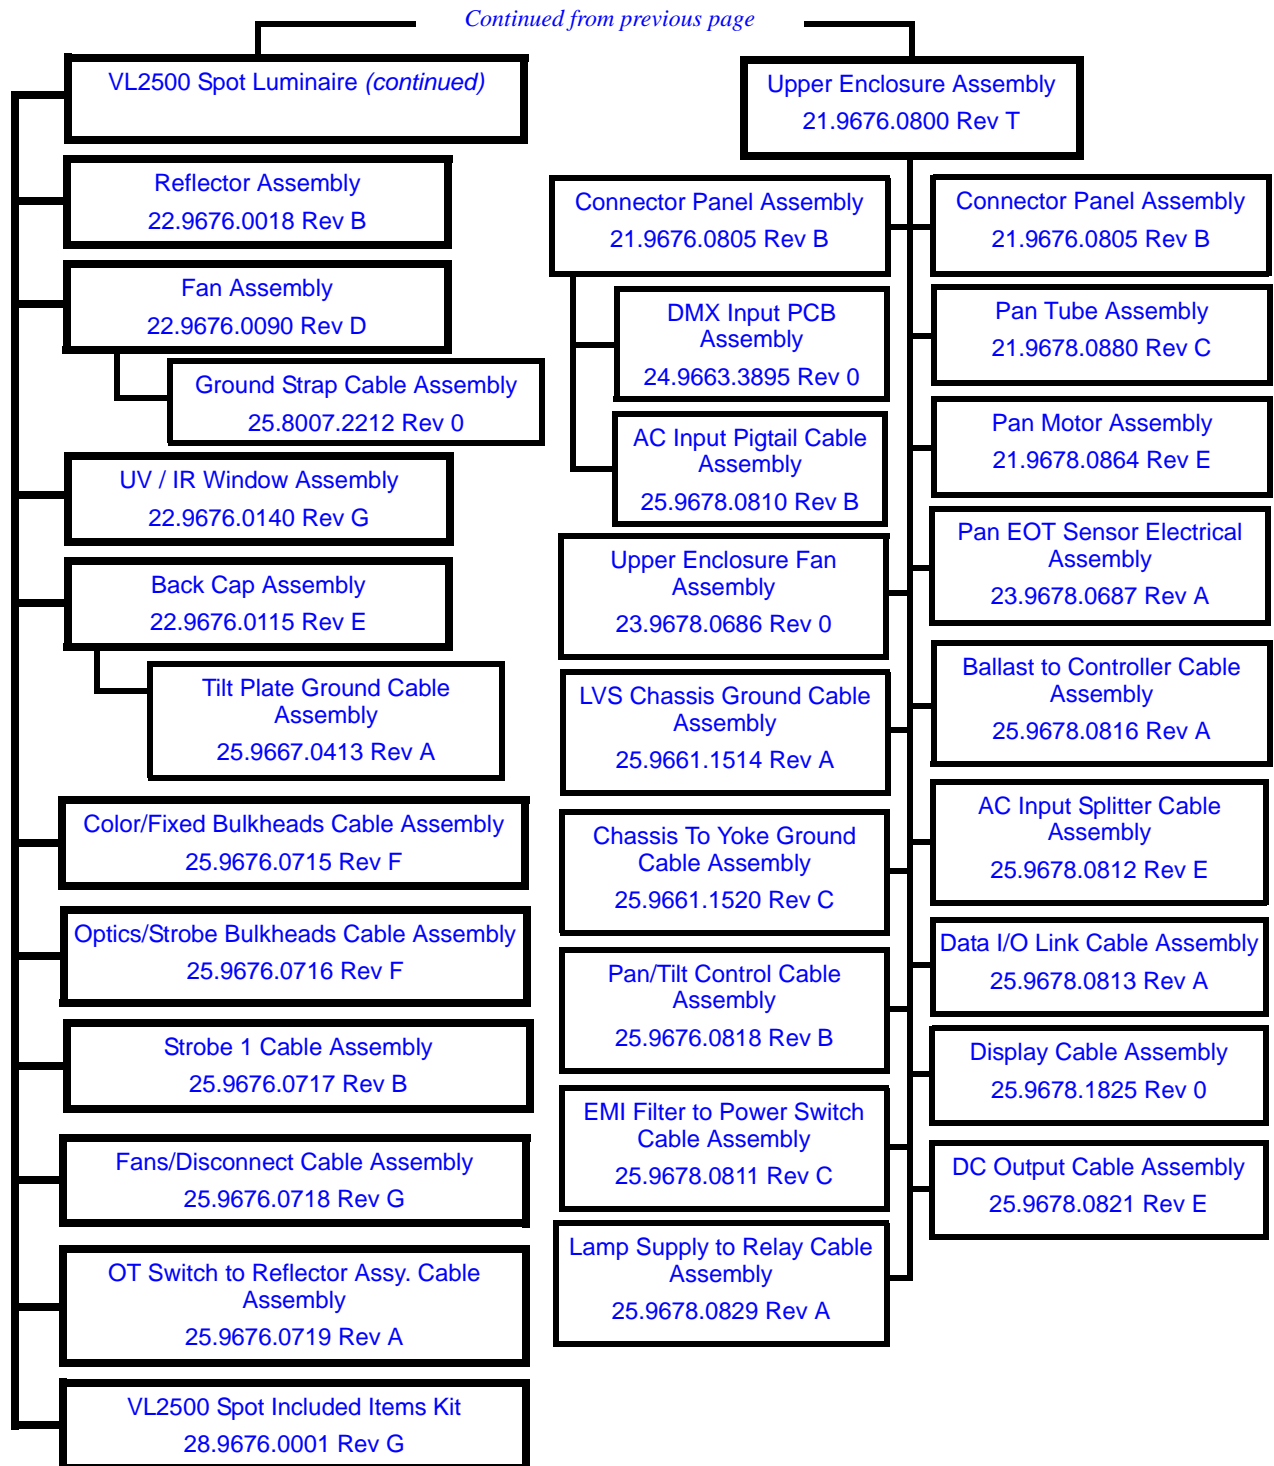 Continued from previous page
VL2500 Spot Luminaire (continued)
Reflector Assembly
22.9676.0018 Rev B
Fan Assembly
22.9676.0090 Rev D
Ground Strap Cable Assembly
25.8007.2212 Rev 0
UV / IR Window Assembly
22.9676.0140 Rev G
Back Cap Assembly
22.9676.0115 Rev E
Tilt Plate Ground Cable
Assembly
25.9667.0413 Rev A
Color/Fixed Bulkheads Cable Assembly
25.9676.0715 Rev F
Optics/Strobe Bulkheads Cable Assembly
25.9676.0716 Rev F
Strobe 1 Cable Assembly
25.9676.0717 Rev B
Fans/Disconnect Cable Assembly
25.9676.0718 Rev G
OT Switch to Reflector Assy. Cable
Assembly
25.9676.0719 Rev A
VL2500 Spot Included Items Kit
28.9676.0001 Rev G
Upper Enclosure Assembly
21.9676.0800 Rev T
Connector Panel Assembly
21.9676.0805 Rev B
DMX Input PCB
Assembly
24.9663.3895 Rev 0
AC Input Pigtail Cable
Assembly
25.9678.0810 Rev B
Upper Enclosure Fan
Assembly
23.9678.0686 Rev 0
LVS Chassis Ground Cable
Assembly
25.9661.1514 Rev A
Chassis To Yoke Ground
Cable Assembly
25.9661.1520 Rev C
Pan/Tilt Control Cable
Assembly
25.9676.0818 Rev B
EMI Filter to Power Switch
Cable Assembly
25.9678.0811 Rev C
Lamp Supply to Relay Cable
Assembly
25.9678.0829 Rev A
Connector Panel Assembly
21.9676.0805 Rev B
Pan Tube Assembly
21.9678.0880 Rev C
Pan Motor Assembly
21.9678.0864 Rev E
Pan EOT Sensor Electrical
Assembly
23.9678.0687 Rev A
Ballast to Controller Cable
Assembly
25.9678.0816 Rev A
AC Input Splitter Cable
Assembly
25.9678.0812 Rev E
Data I/O Link Cable Assembly
25.9678.0813 Rev A
Display Cable Assembly
25.9678.1825 Rev 0
DC Output Cable Assembly
25.9678.0821 Rev E